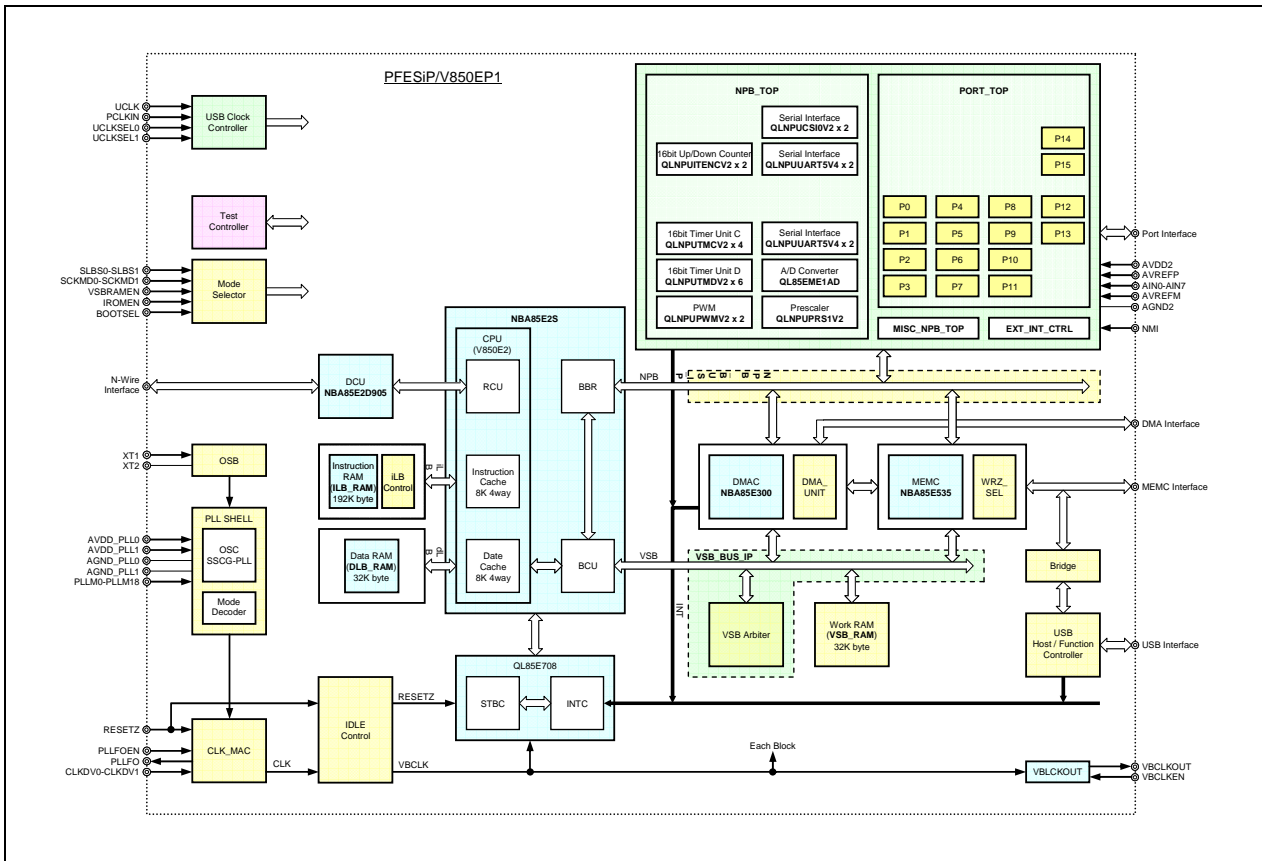 PFESiP/V850EP1
UCLK
PCLKIN
UCLKSEL0
UCLKSEL1
USB Clock
Controller
Test
Controller
SLBS0-SLBS1
SCKMD0-SCKMD1
VSBRAMEN
IROMEN
BOOTSEL
Mode
Selector
N-Wire
Interface
DCU
NBA85E2D905
XT1
XT2
OSB
PLL SHELL
OSC
SSCG-PLL
Mode
Decoder
AVDD_PLL0
AVDD_PLL1
AGND_PLL0
AGND_PLL1
PLLM0-PLLM18
RESETZ
PLLFOEN
PLLFO
CLKDV0-CLKDV1
CLK_MAC
CLK
IDLE
Control
RESETZ
VBCLK
Instruction
RAM
(ILB_RAM)
192K byte
iLB
Control
iLB
Data RAM
(DLB_RAM)
32K byte
dLB
NBA85E2S
CPU
(V850E2)
RCU
Instruction
Cache
8K 4way
Date
Cache
8K 4way
BBR
BCU
QL85E708
STBC
INTC
NPB_TOP
Serial Interface
QLNPUCSI0V2 x 2
16bit Up/Down Counter
QLNPUITENCV2 x 2
Serial Interface
QLNPUUART5V4 x 2
16bit Timer Unit C
QLNPUTMCV2 x 4
Serial Interface
QLNPUUART5V4 x 2
16bit Timer Unit D
QLNPUTMDV2 x 6
A/D Converter
QL85EME1AD
PWM
QLNPUPWMV2 x 2
Prescaler
QLNPUPRS1V2
PORT_TOP
P14
P15
P0
P4
P8
P12
P1
P5
P9
P13
P2
P6
P10
P3
P7
P11
MISC_NPB_TOP
EXT_INT_CTRL
Port Interface
AVDD2
AVREFP
AIN0-AIN7
AVREFM
AGND2
NMI
NPB
NPB_BUS_IP
DMA Interface
DMAC
NBA85E300
DMA_
UNIT
MEMC
NBA85E535
WRZ_
SEL
MEMC Interface
VSB
VSB_BUS_IP
INT
VSB Arbiter
Work RAM
(VSB_RAM)
32K byte
Bridge
USB
Host / Function
Controller
USB Interface
Each Block
VBLCKOUT
VBCLKOUT
VBCLKEN